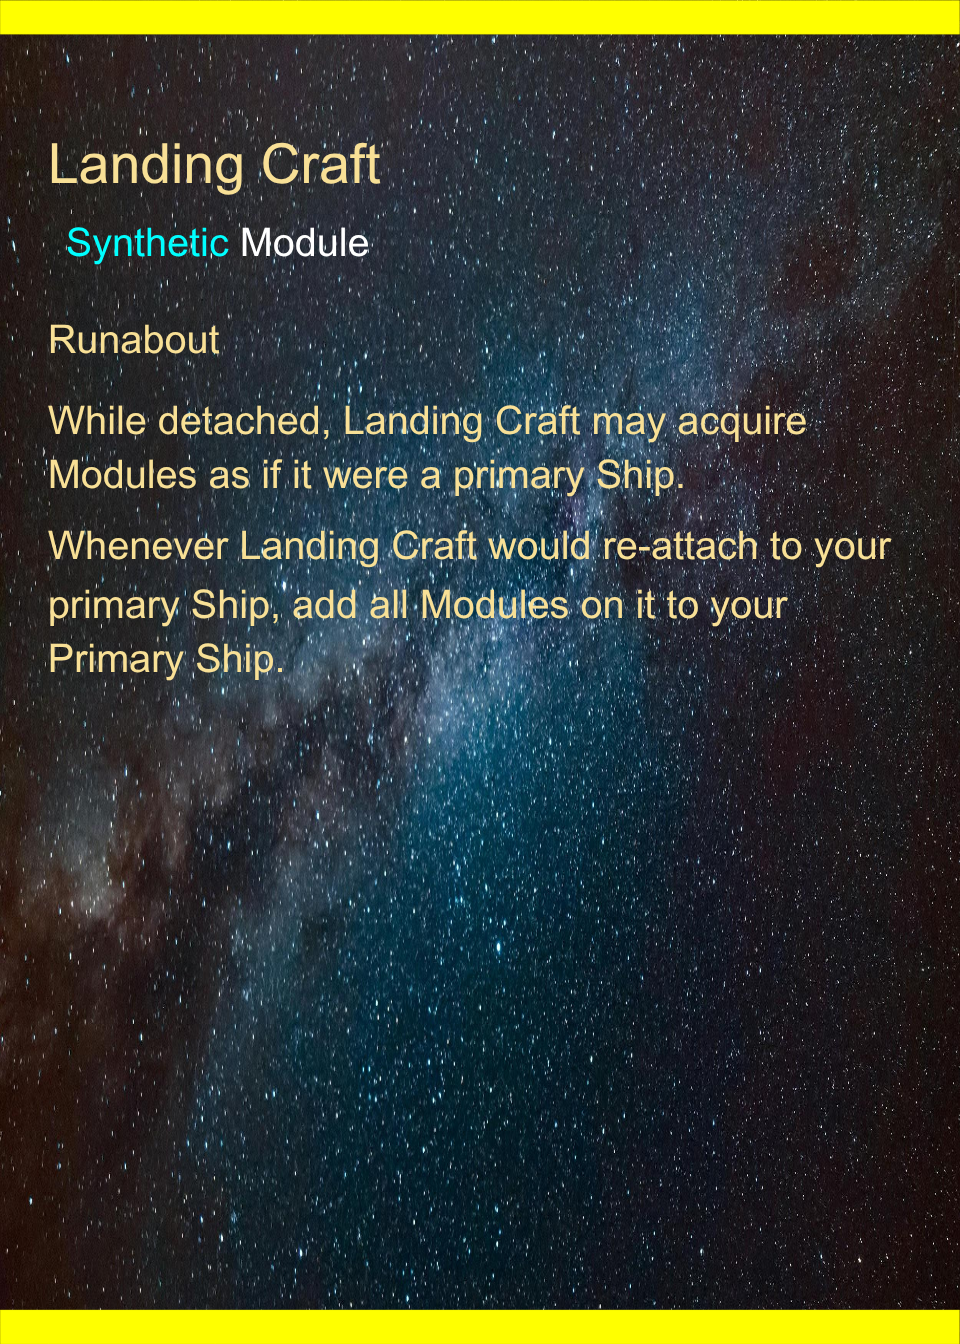 Landing Craft
Synthetic Module
Runabout
While detached, Landing Craft may acquire
Modules as if it were a primary Ship.
Whenever Landing Craft would re-attach to your
primary Ship, add all Modules on it to your
Primary Ship.